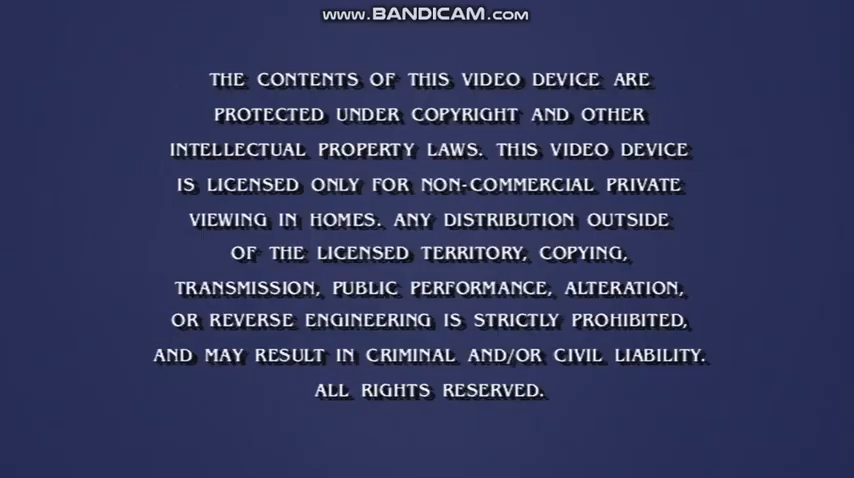 www.BANDICAM.com
THE CONTENTS OF THIS VIDEO DEVICE ARE
PROTECTED UNDER COPYRIGHT AND OTHER
INTELLECTUAL PROPERTY LAWS. THIS VIDEO DEVICE
IS LICENSED ONLY FOR NON-COMMERCIAL PRIVATE
VIEWING IN HOMES. ANY DISTRIBUTION OUTSIDE
OF THE LICENSED TERRITORY, COPYING,
TRANSMISSION, PUBLIC PERFORMANCE, ALTERATION,
OR REVERSE ENGINEERING IS STRICTLY PROHIBITED,
AND MAY RESULT IN CRIMINAL AND/OR CIVIL LIABILITY.
ALL RIGHTS RESERVED.